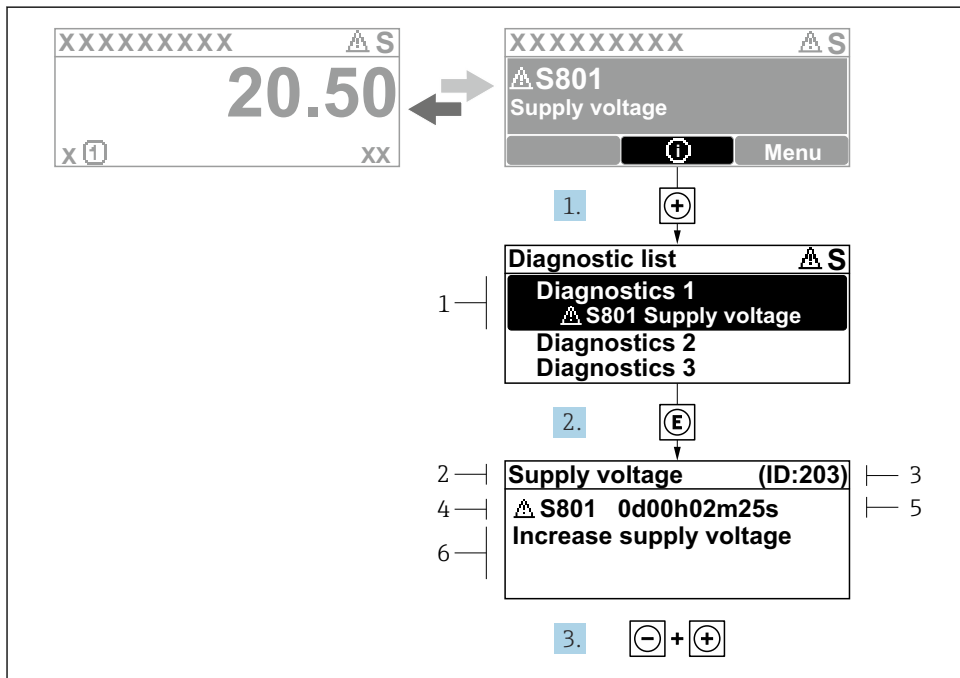 XXXXXXXXX ⚠ S
20.50
x 1 xx
XXXXXXXXX ⚠ S
⚠ S801
Supply voltage
i Menu
1. +
Diagnostic list ⚠ S
1 Diagnostics 1
⚠ S801 Supply voltage
Diagnostics 2
Diagnostics 3
2. E
2 Supply voltage (ID:203) 3
4 ⚠ S801 0d00h02m25s 5
6 Increase supply voltage
3. - + +